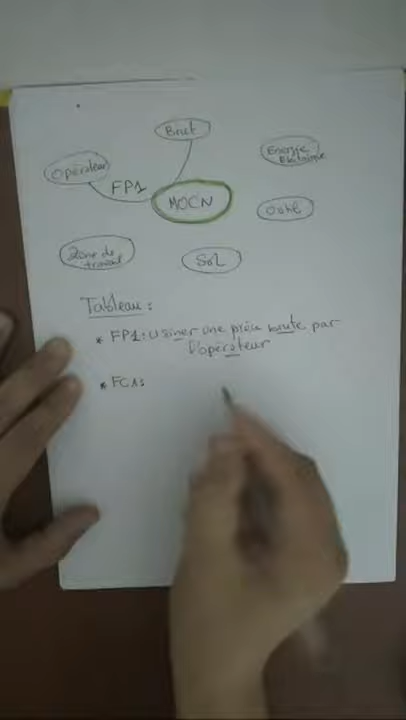 Brut
Opérateur
Energie
Electrique
FP1
MOCN
Outil
Zone de
travail
Sol
Tableau :
* FP1 : Usiner une pièce brute par
l'opérateur
* FC1s